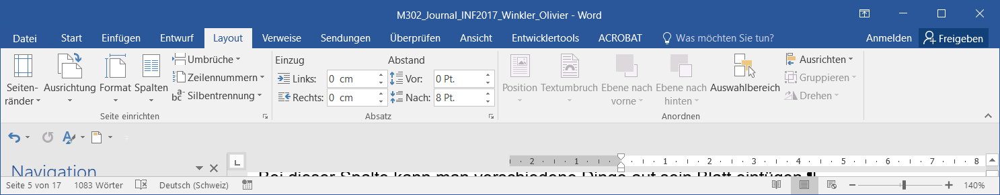 M302_Journal_INF2017_Winkler_Olivier - Word
Datei Start Einfügen Entwurf Layout Verweise Sendungen Überprüfen Ansicht Entwicklertools ACROBAT Was möchten Sie tun? Anmelden Freigeben
Seiten-
ränder
Ausrichtung
Format
Spalten
Umbrüche
Zeilennummern
Silbentrennung
Seite einrichten
Einzug Abstand
Links: 0 cm Vor: 0 Pt.
Rechts: 0 cm Nach: 8 Pt.
Absatz
Position
Textumbruch
Ebene nach
vorne
Ebene nach
hinten
Auswahlbereich
Ausrichten
Gruppieren
Drehen
Anordnen
Navigation
2 1 1 2 3 4 5 6 7 8
Bei dieser Spalte kann man verschiedene Dinge auf sein Blatt einfügen.¶
Seite 5 von 17 1083 Wörter Deutsch (Schweiz) 140%